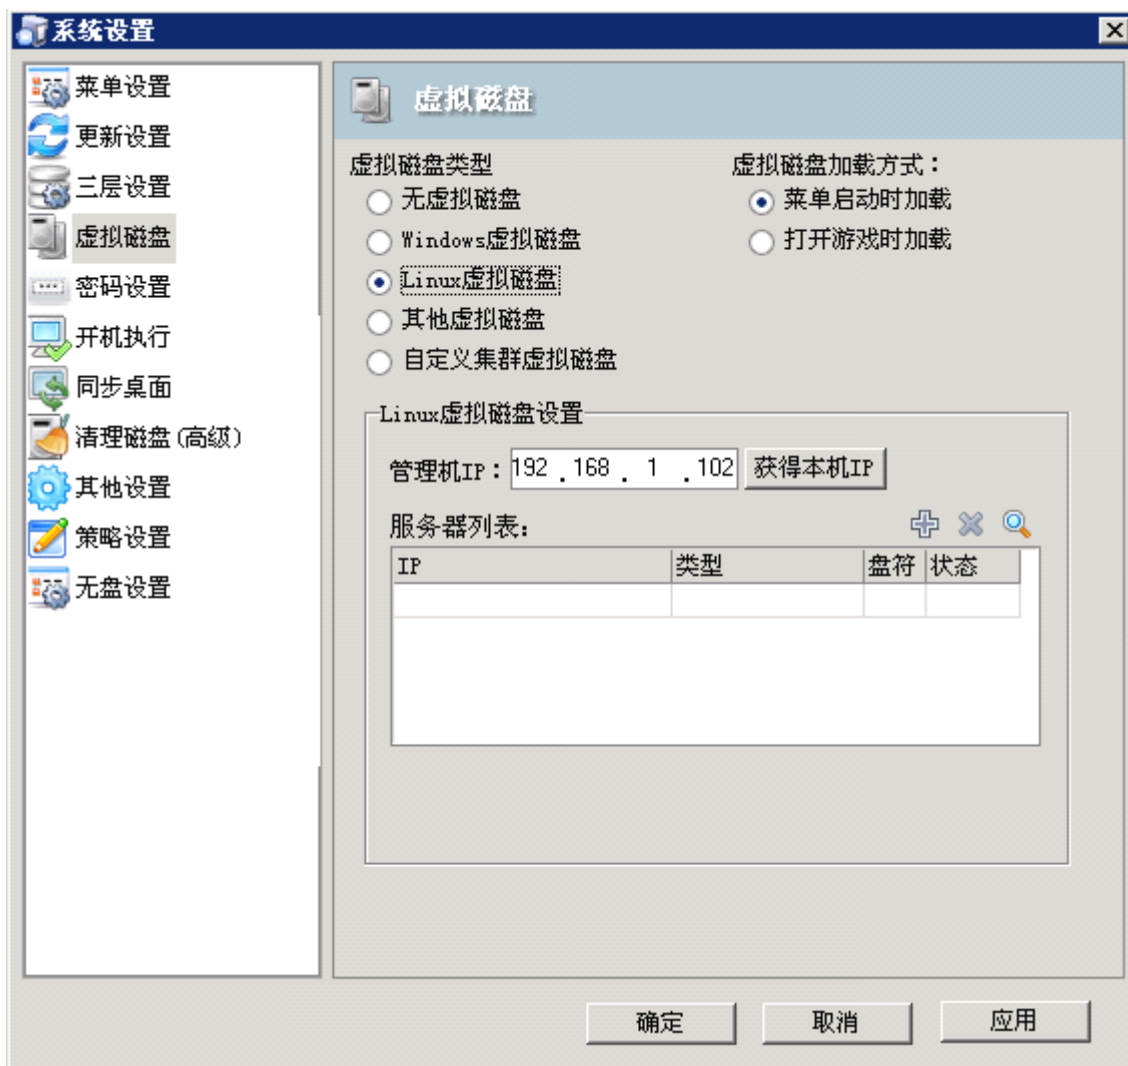 系统设置
菜单设置
更新设置
三层设置
虚拟磁盘
密码设置
开机执行
同步桌面
清理磁盘(高级)
其他设置
策略设置
无盘设置
虚拟磁盘
虚拟磁盘类型
无虚拟磁盘
Windows虚拟磁盘
Linux虚拟磁盘
其他虚拟磁盘
自定义集群虚拟磁盘
虚拟磁盘加载方式：
菜单启动时加载
打开游戏时加载
Linux虚拟磁盘设置
管理机IP：192 . 168 . 1 . 102 获得本机IP
服务器列表:
IP 类型 盘符 状态
确定 取消 应用